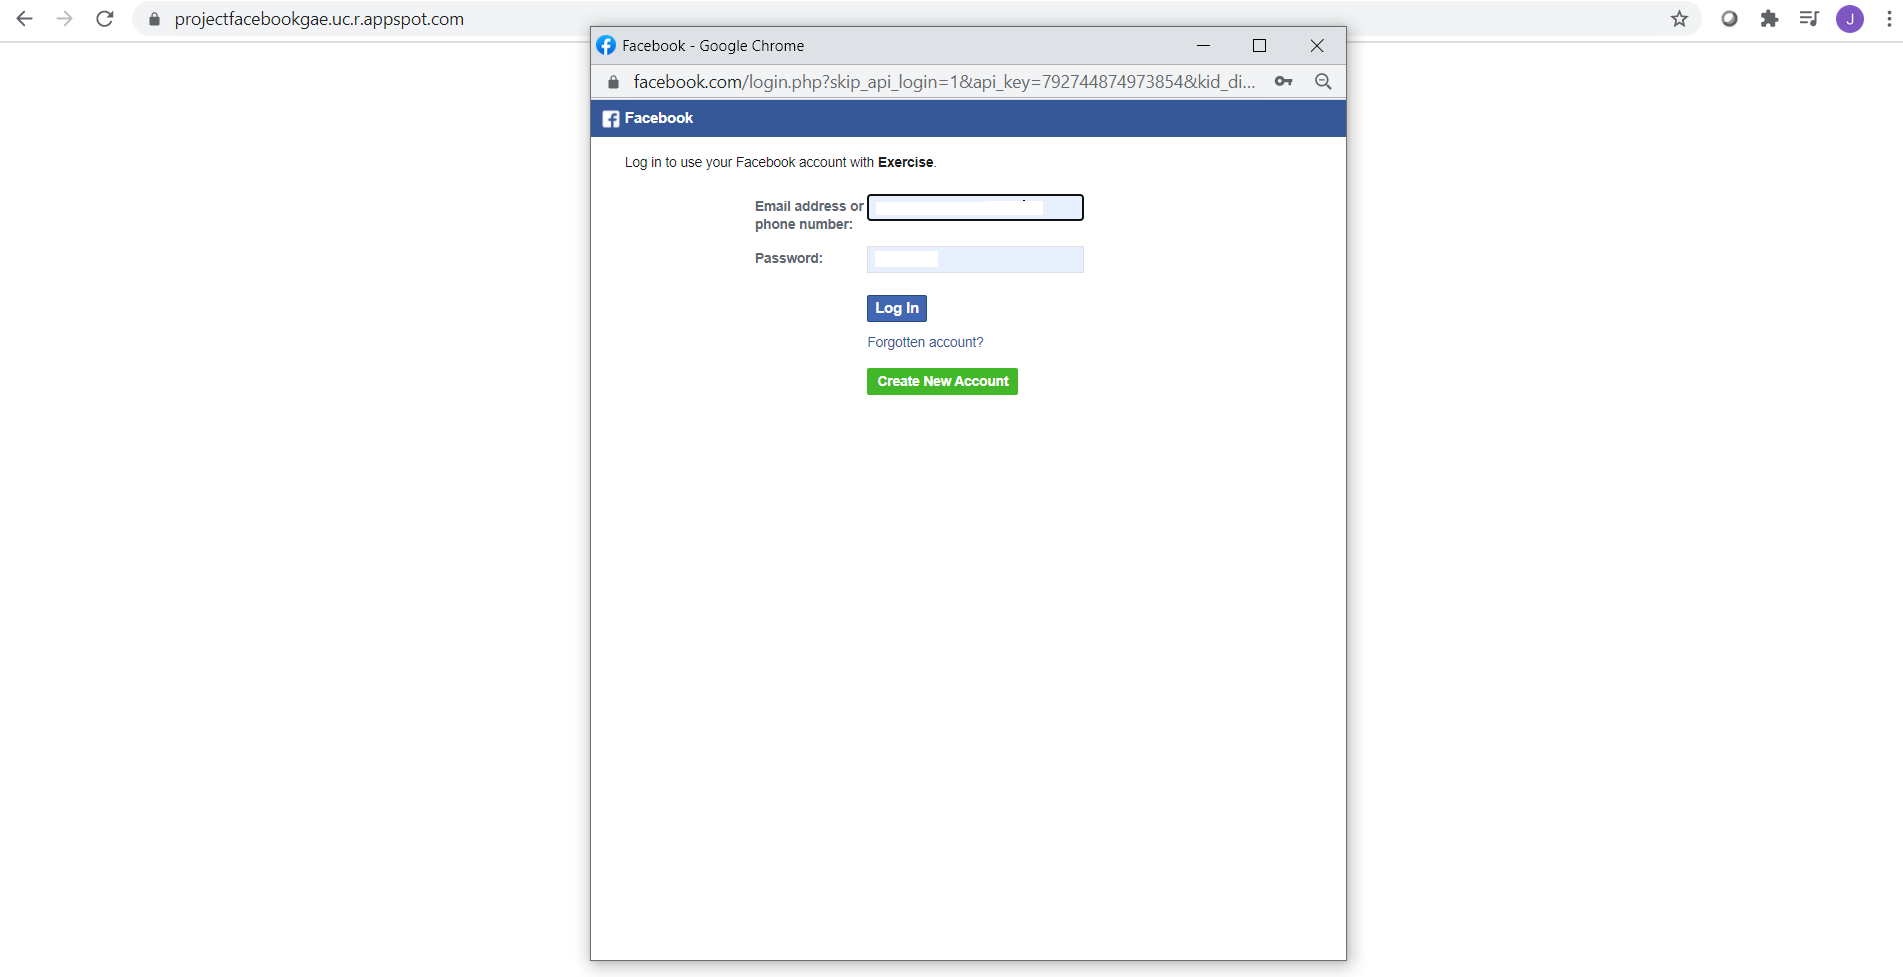 projectfacebookgae.uc.r.appspot.com
J
Facebook - Google Chrome
facebook.com/login.php?skip_api_login=1&api_key=792744874973854&kid_di...
Facebook
Log in to use your Facebook account with Exercise.
Email address or
phone number:
Password:
Log In
Forgotten account?
Create New Account